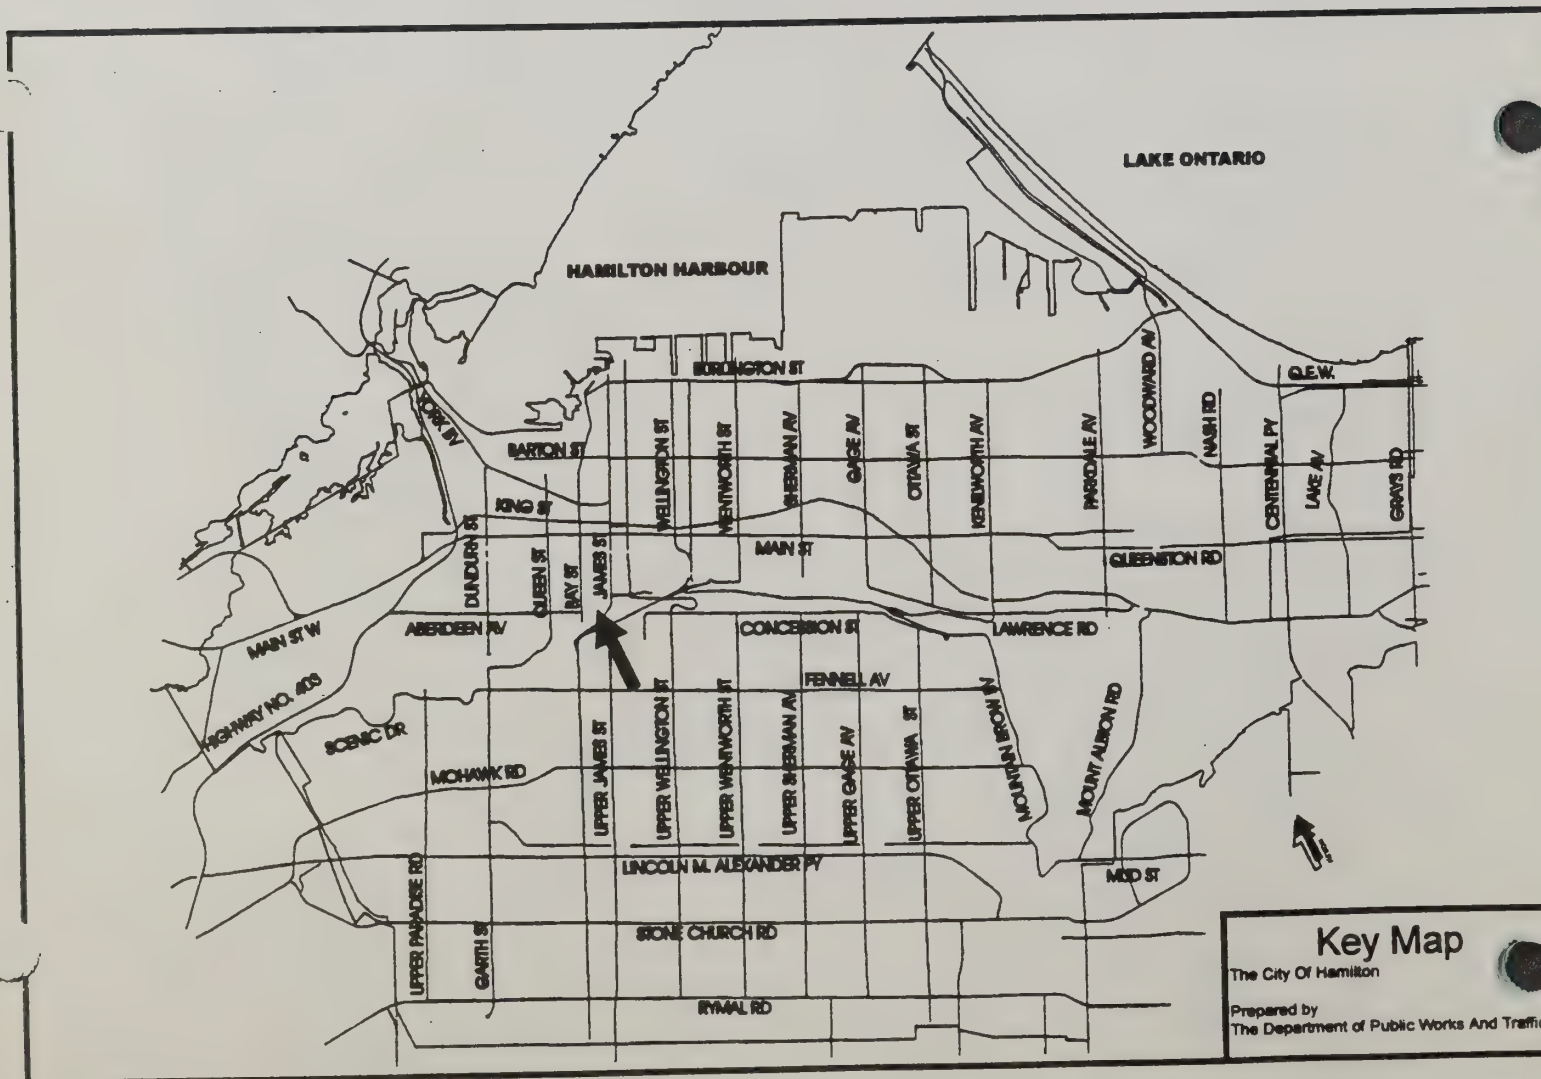 LAKE ONTARIO
HAMILTON HARBOUR
BURLINGTON ST
YORK BV
WOODWARD AV
Q.E.W.
BARTON ST
WELLINGTON ST
WENTWORTH ST
SHERMAN AV
GAGE AV
OTTAWA ST
KENILWORTH AV
PARKDALE AV
NASH RD
CENTENNIAL PY
LAKE AV
GRAYS RD
KING ST
MAIN ST
QUEENSTON RD
DUNDURN ST
QUEEN ST
BAY ST
JAMES ST
ABERDEEN AV
MAIN ST W
CONCESSION ST
LAWRENCE RD
HIGHWAY NO. 403
FENNELL AV
SCENIC DR
MOHAWK RD
UPPER JAMES ST
UPPER WELLINGTON ST
UPPER WENTWORTH ST
UPPER SHERMAN AV
UPPER GAGE AV
UPPER OTTAWA ST
MOUNTAIN BROW BV
MOUNT ALBION RD
LINCOLN M. ALEXANDER PY
MUD ST
UPPER PARADISE RD
GARTH ST
STONE CHURCH RD
RYMAL RD
Key Map
The City Of Hamilton
Prepared by
The Department of Public Works And Traffic